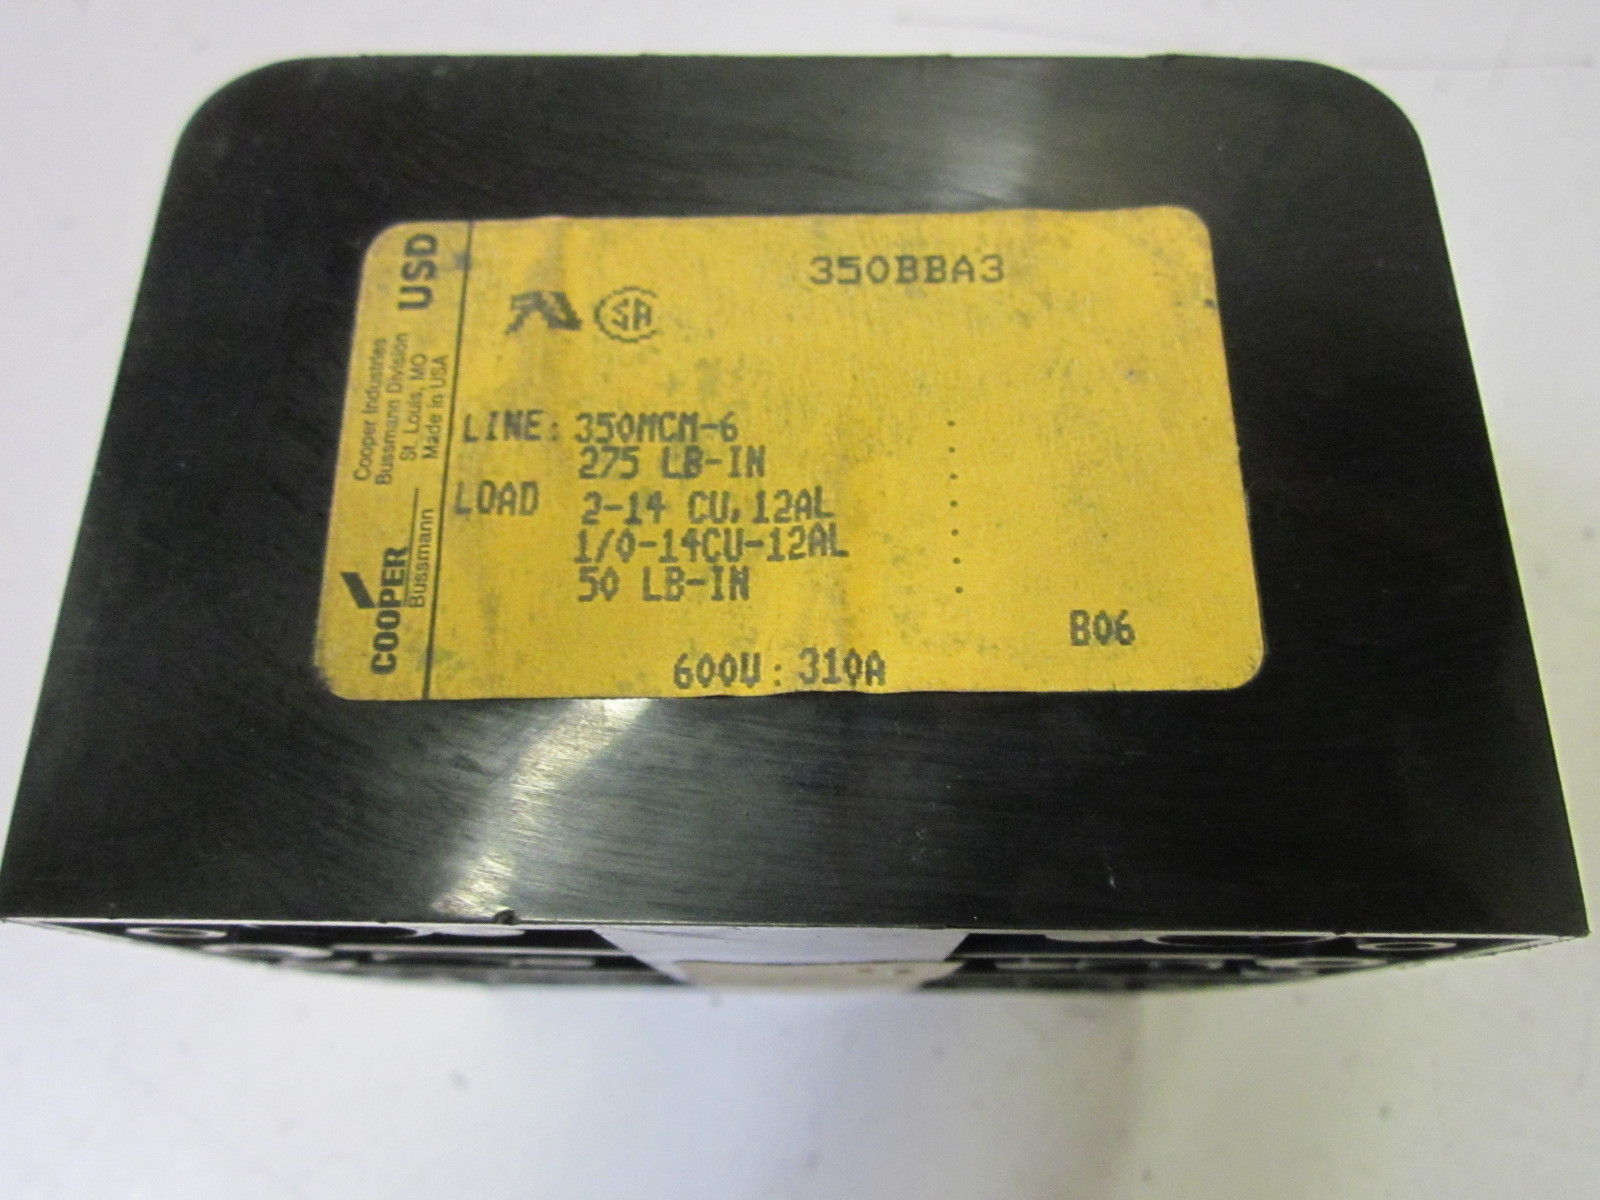 350BBA3
LINE: 350MCM-6
275 LB-IN
LOAD 2-14 CU, 12AL
1/0-14CU-12AL
50 LB-IN
B06
600V: 310A
USD
Cooper Industries
Bussmann Division
St. Louis, MO
Made in USA
COOPER
Bussmann